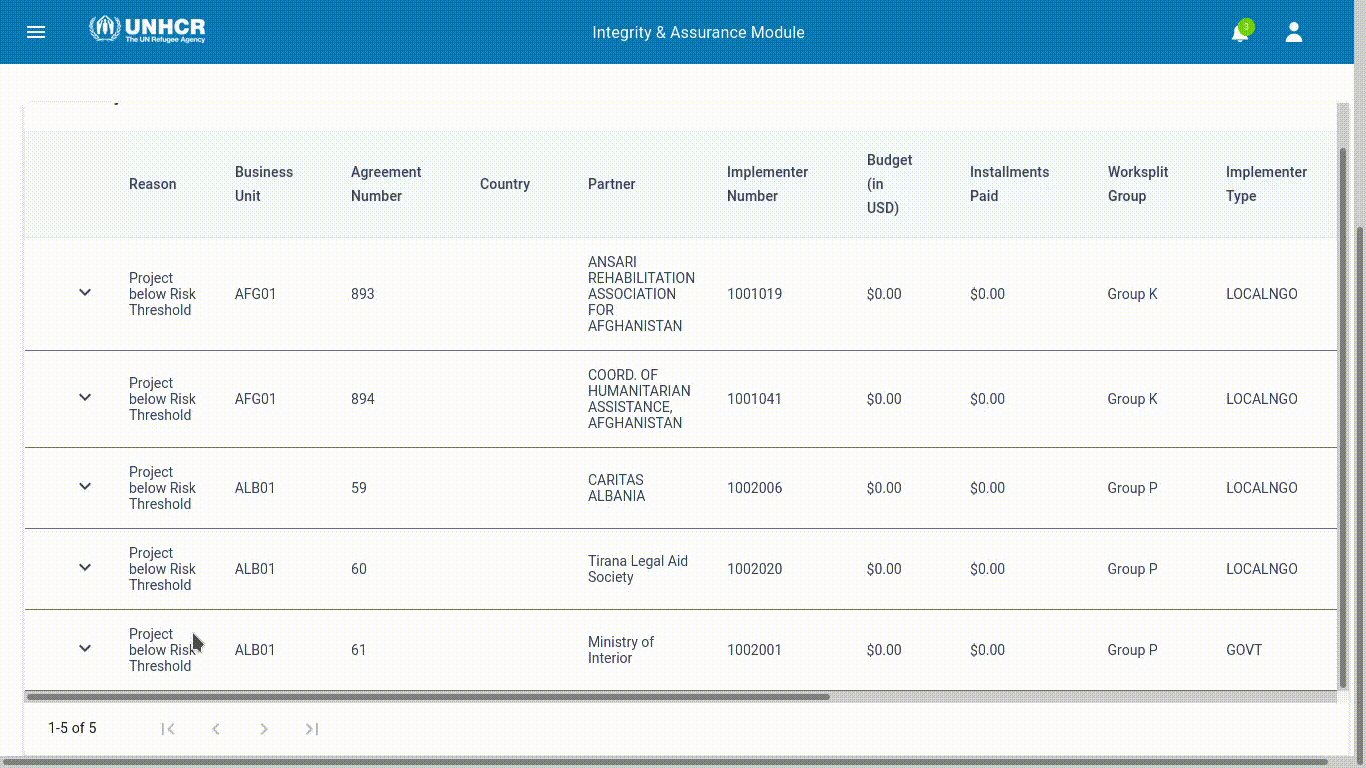 UNHCR
The UN Refugee Agency
Integrity & Assurance Module
3
Reason
Business
Unit
Agreement
Number
Country
Partner
Implementer
Number
Budget
(in
USD)
Installments
Paid
Worksplit
Group
Implementer
Type
Project
below Risk
Threshold
AFG01
893
ANSARI
REHABILITATION
ASSOCIATION
FOR
AFGHANISTAN
1001019
$0.00
$0.00
Group K
LOCALNGO
Project
below Risk
Threshold
AFG01
894
COORD. OF
HUMANITARIAN
ASSISTANCE,
AFGHANISTAN
1001041
$0.00
$0.00
Group K
LOCALNGO
Project
below Risk
Threshold
ALB01
59
CARITAS
ALBANIA
1002006
$0.00
$0.00
Group P
LOCALNGO
Project
below Risk
Threshold
ALB01
60
Tirana Legal Aid
Society
1002020
$0.00
$0.00
Group P
LOCALNGO
Project
below Risk
Threshold
ALB01
61
Ministry of
Interior
1002001
$0.00
$0.00
Group P
GOVT
1-5 of 5